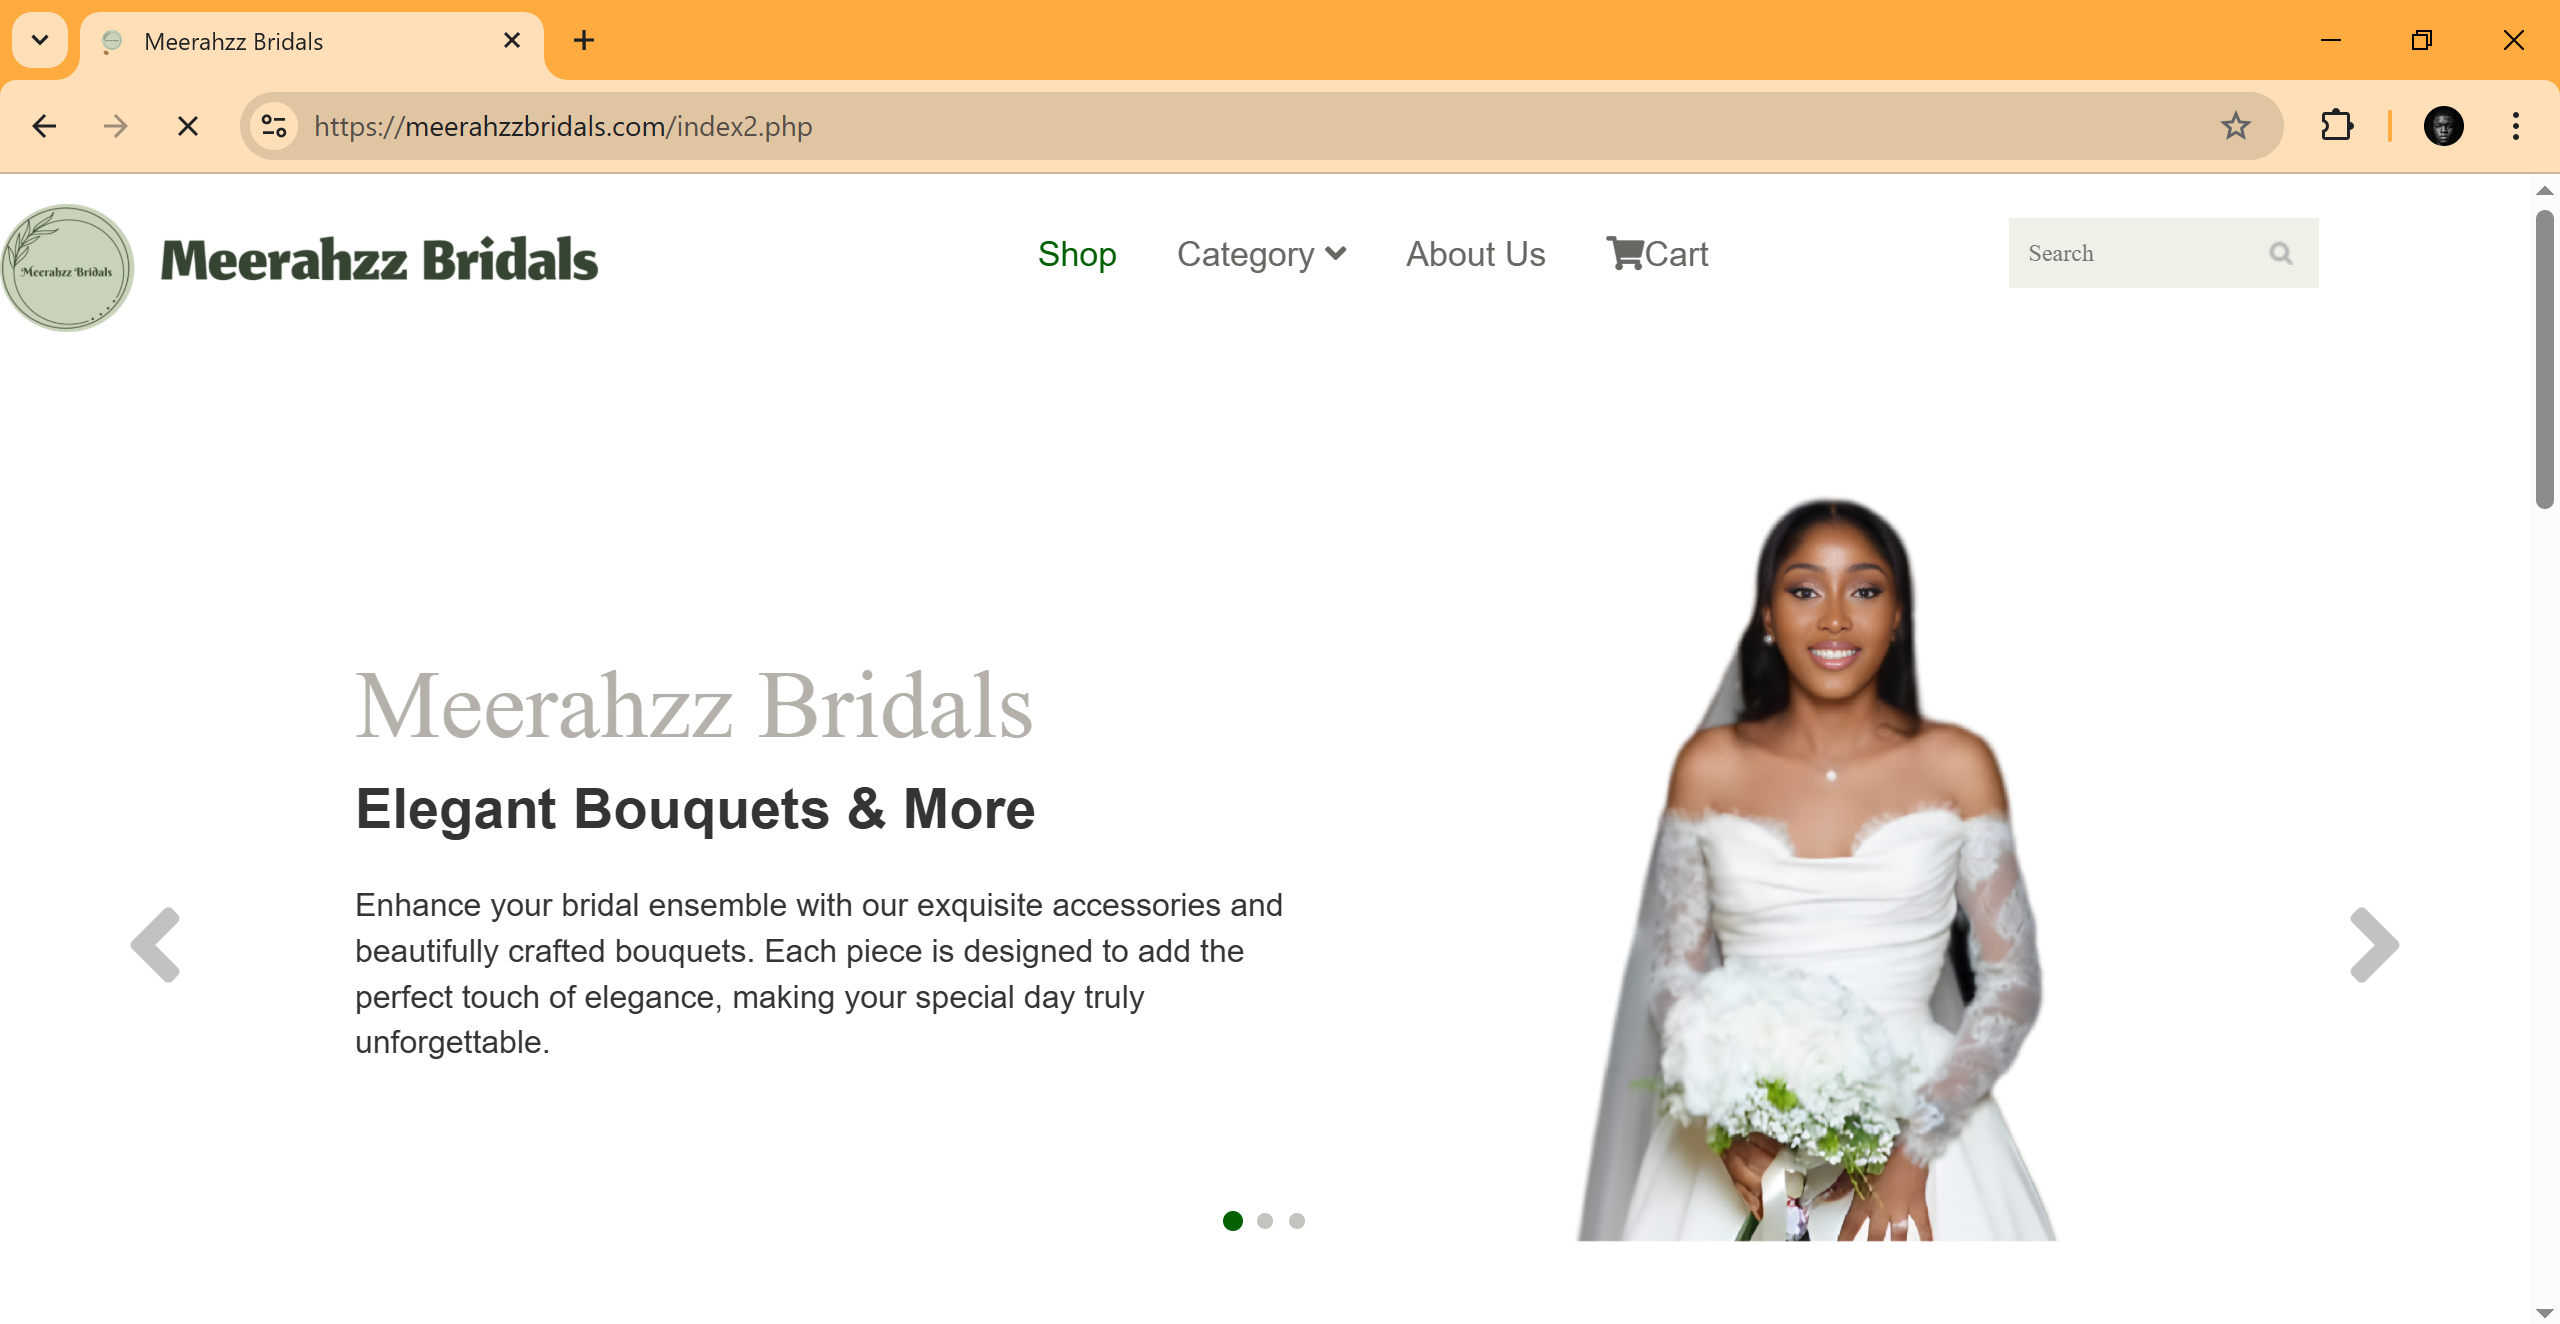 Meerahzz Bridals
https://meerahzzbridals.com/index2.php
Meerahzz Bridals
Meerahzz Bridals
Shop
Category
About Us
Cart
Search
Meerahzz Bridals
Elegant Bouquets & More
Enhance your bridal ensemble with our exquisite accessories and
beautifully crafted bouquets. Each piece is designed to add the
perfect touch of elegance, making your special day truly
unforgettable.